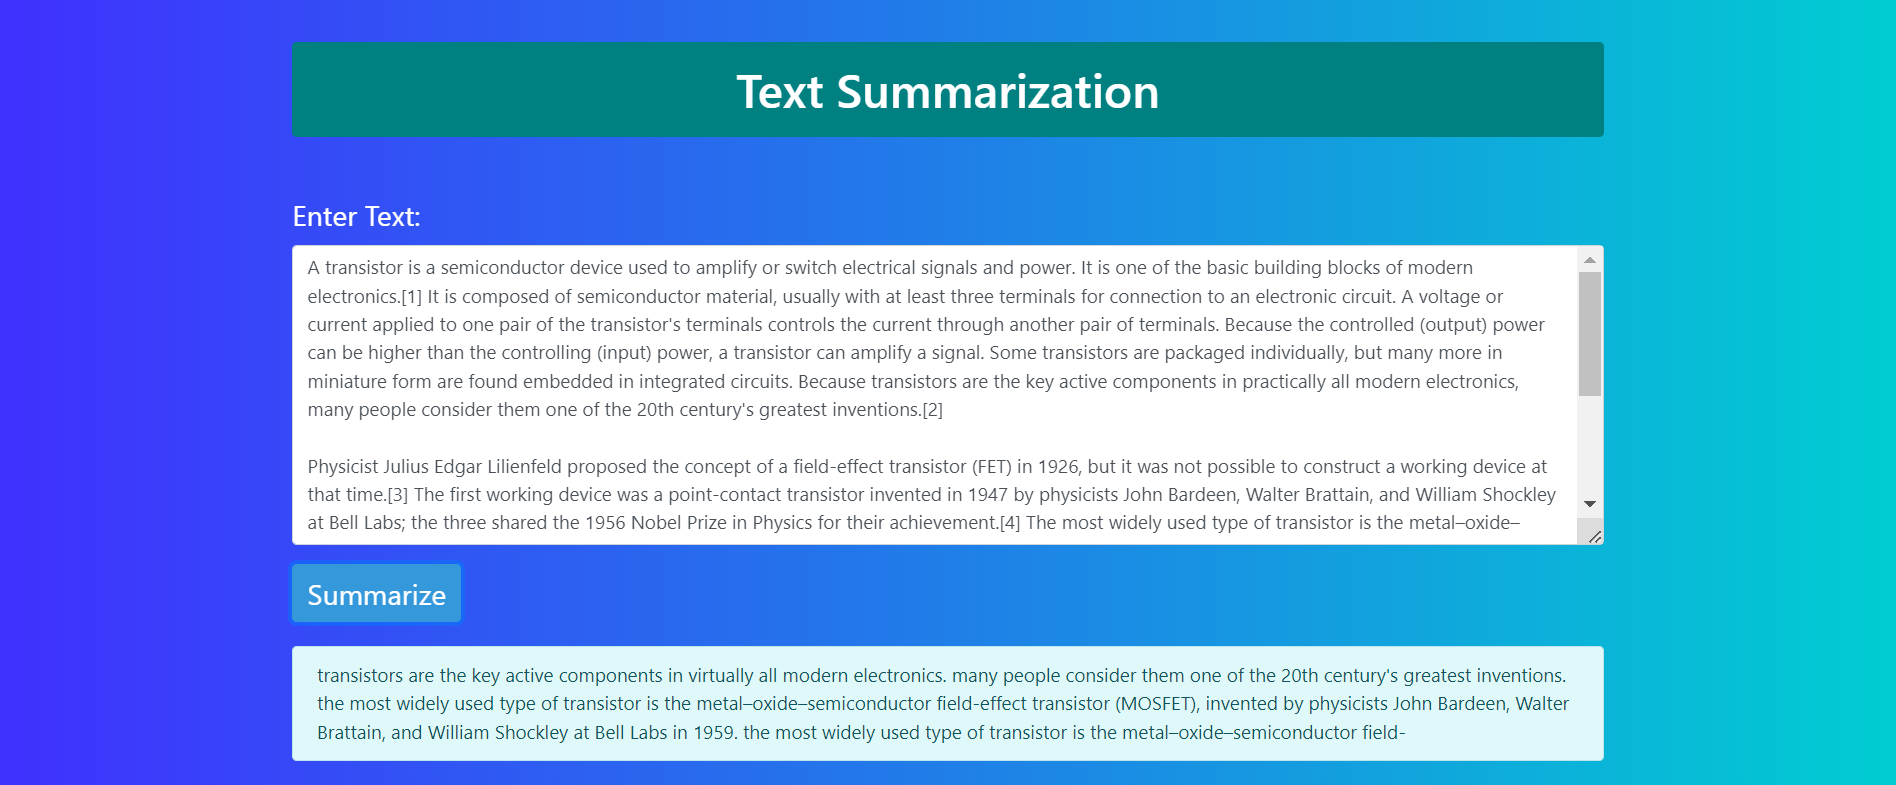 Text Summarization
Enter Text:
A transistor is a semiconductor device used to amplify or switch electrical signals and power. It is one of the basic building blocks of modern
electronics.[1] It is composed of semiconductor material, usually with at least three terminals for connection to an electronic circuit. A voltage or
current applied to one pair of the transistor's terminals controls the current through another pair of terminals. Because the controlled (output) power
can be higher than the controlling (input) power, a transistor can amplify a signal. Some transistors are packaged individually, but many more in
miniature form are found embedded in integrated circuits. Because transistors are the key active components in practically all modern electronics,
many people consider them one of the 20th century's greatest inventions.[2]
Physicist Julius Edgar Lilienfeld proposed the concept of a field-effect transistor (FET) in 1926, but it was not possible to construct a working device at
that time.[3] The first working device was a point-contact transistor invented in 1947 by physicists John Bardeen, Walter Brattain, and William Shockley
at Bell Labs; the three shared the 1956 Nobel Prize in Physics for their achievement.[4] The most widely used type of transistor is the metal–oxide–
Summarize
transistors are the key active components in virtually all modern electronics. many people consider them one of the 20th century's greatest inventions.
the most widely used type of transistor is the metal–oxide–semiconductor field-effect transistor (MOSFET), invented by physicists John Bardeen, Walter
Brattain, and William Shockley at Bell Labs in 1959. the most widely used type of transistor is the metal–oxide–semiconductor field-